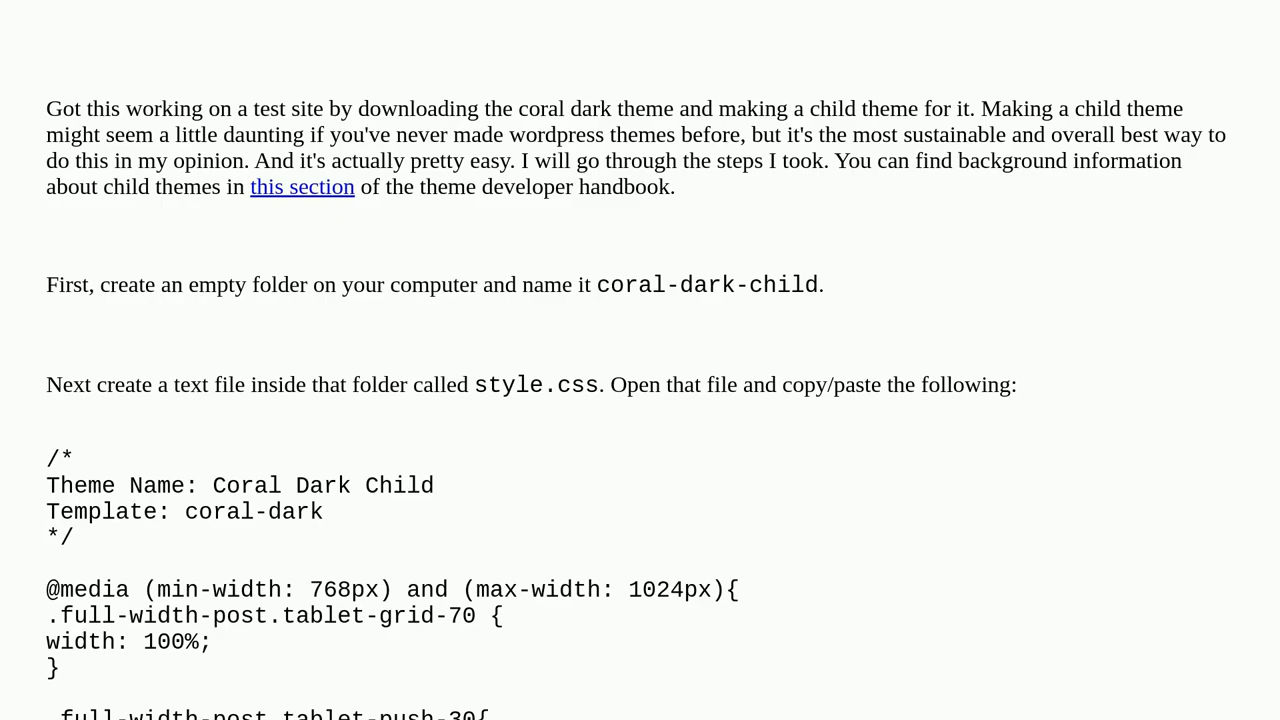 Got this working on a test site by downloading the coral dark theme and making a child theme for it. Making a child theme
might seem a little daunting if you've never made wordpress themes before, but it's the most sustainable and overall best way to
do this in my opinion. And it's actually pretty easy. I will go through the steps I took. You can find background information
about child themes in this section of the theme developer handbook.
First, create an empty folder on your computer and name it coral-dark-child.
Next create a text file inside that folder called style.css. Open that file and copy/paste the following:
/*
Theme Name: Coral Dark Child
Template: coral-dark
*/
@media (min-width: 768px) and (max-width: 1024px){
.full-width-post.tablet-grid-70 {
width: 100%;
}
.full-width-post.tablet-push-30{